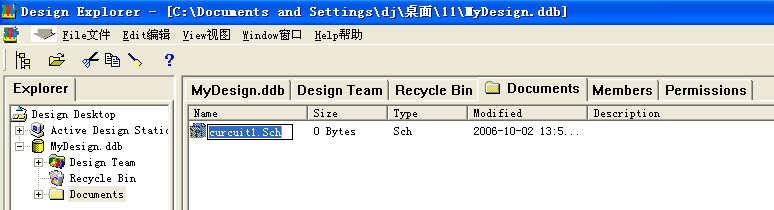 Design Explorer - [C:\Documents and Settings\dj\桌面\11\MyDesign.ddb]
File文件 Edit编辑 View视图 Window窗口 Help帮助
?
Explorer
MyDesign.ddb Design Team Recycle Bin Documents Members Permissions
Name Size Type Modified Description
curcuit1.Sch 0 Bytes Sch 2006-10-02 13:5...
Design Desktop
Active Design Static
MyDesign.ddb
Design Team
Recycle Bin
Documents